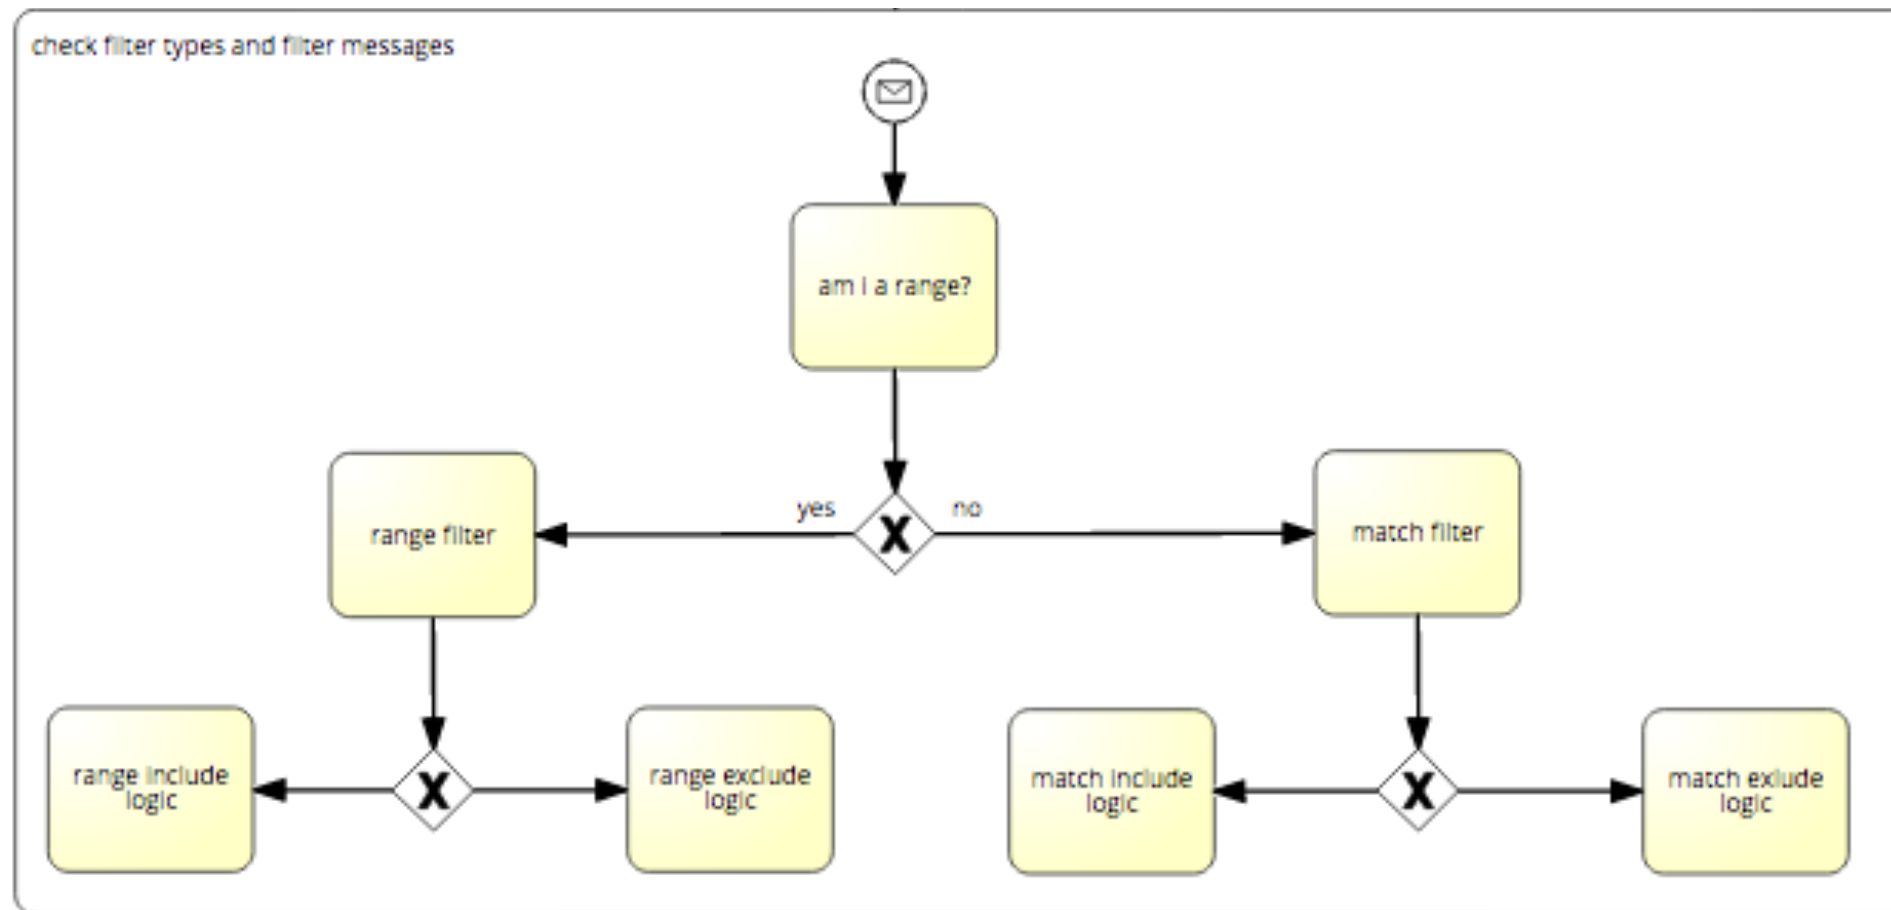 check filter types and filter messages
am i a range?
yes
no
range filter
match filter
range include
logic
range exclude
logic
match include
logic
match exlude
logic